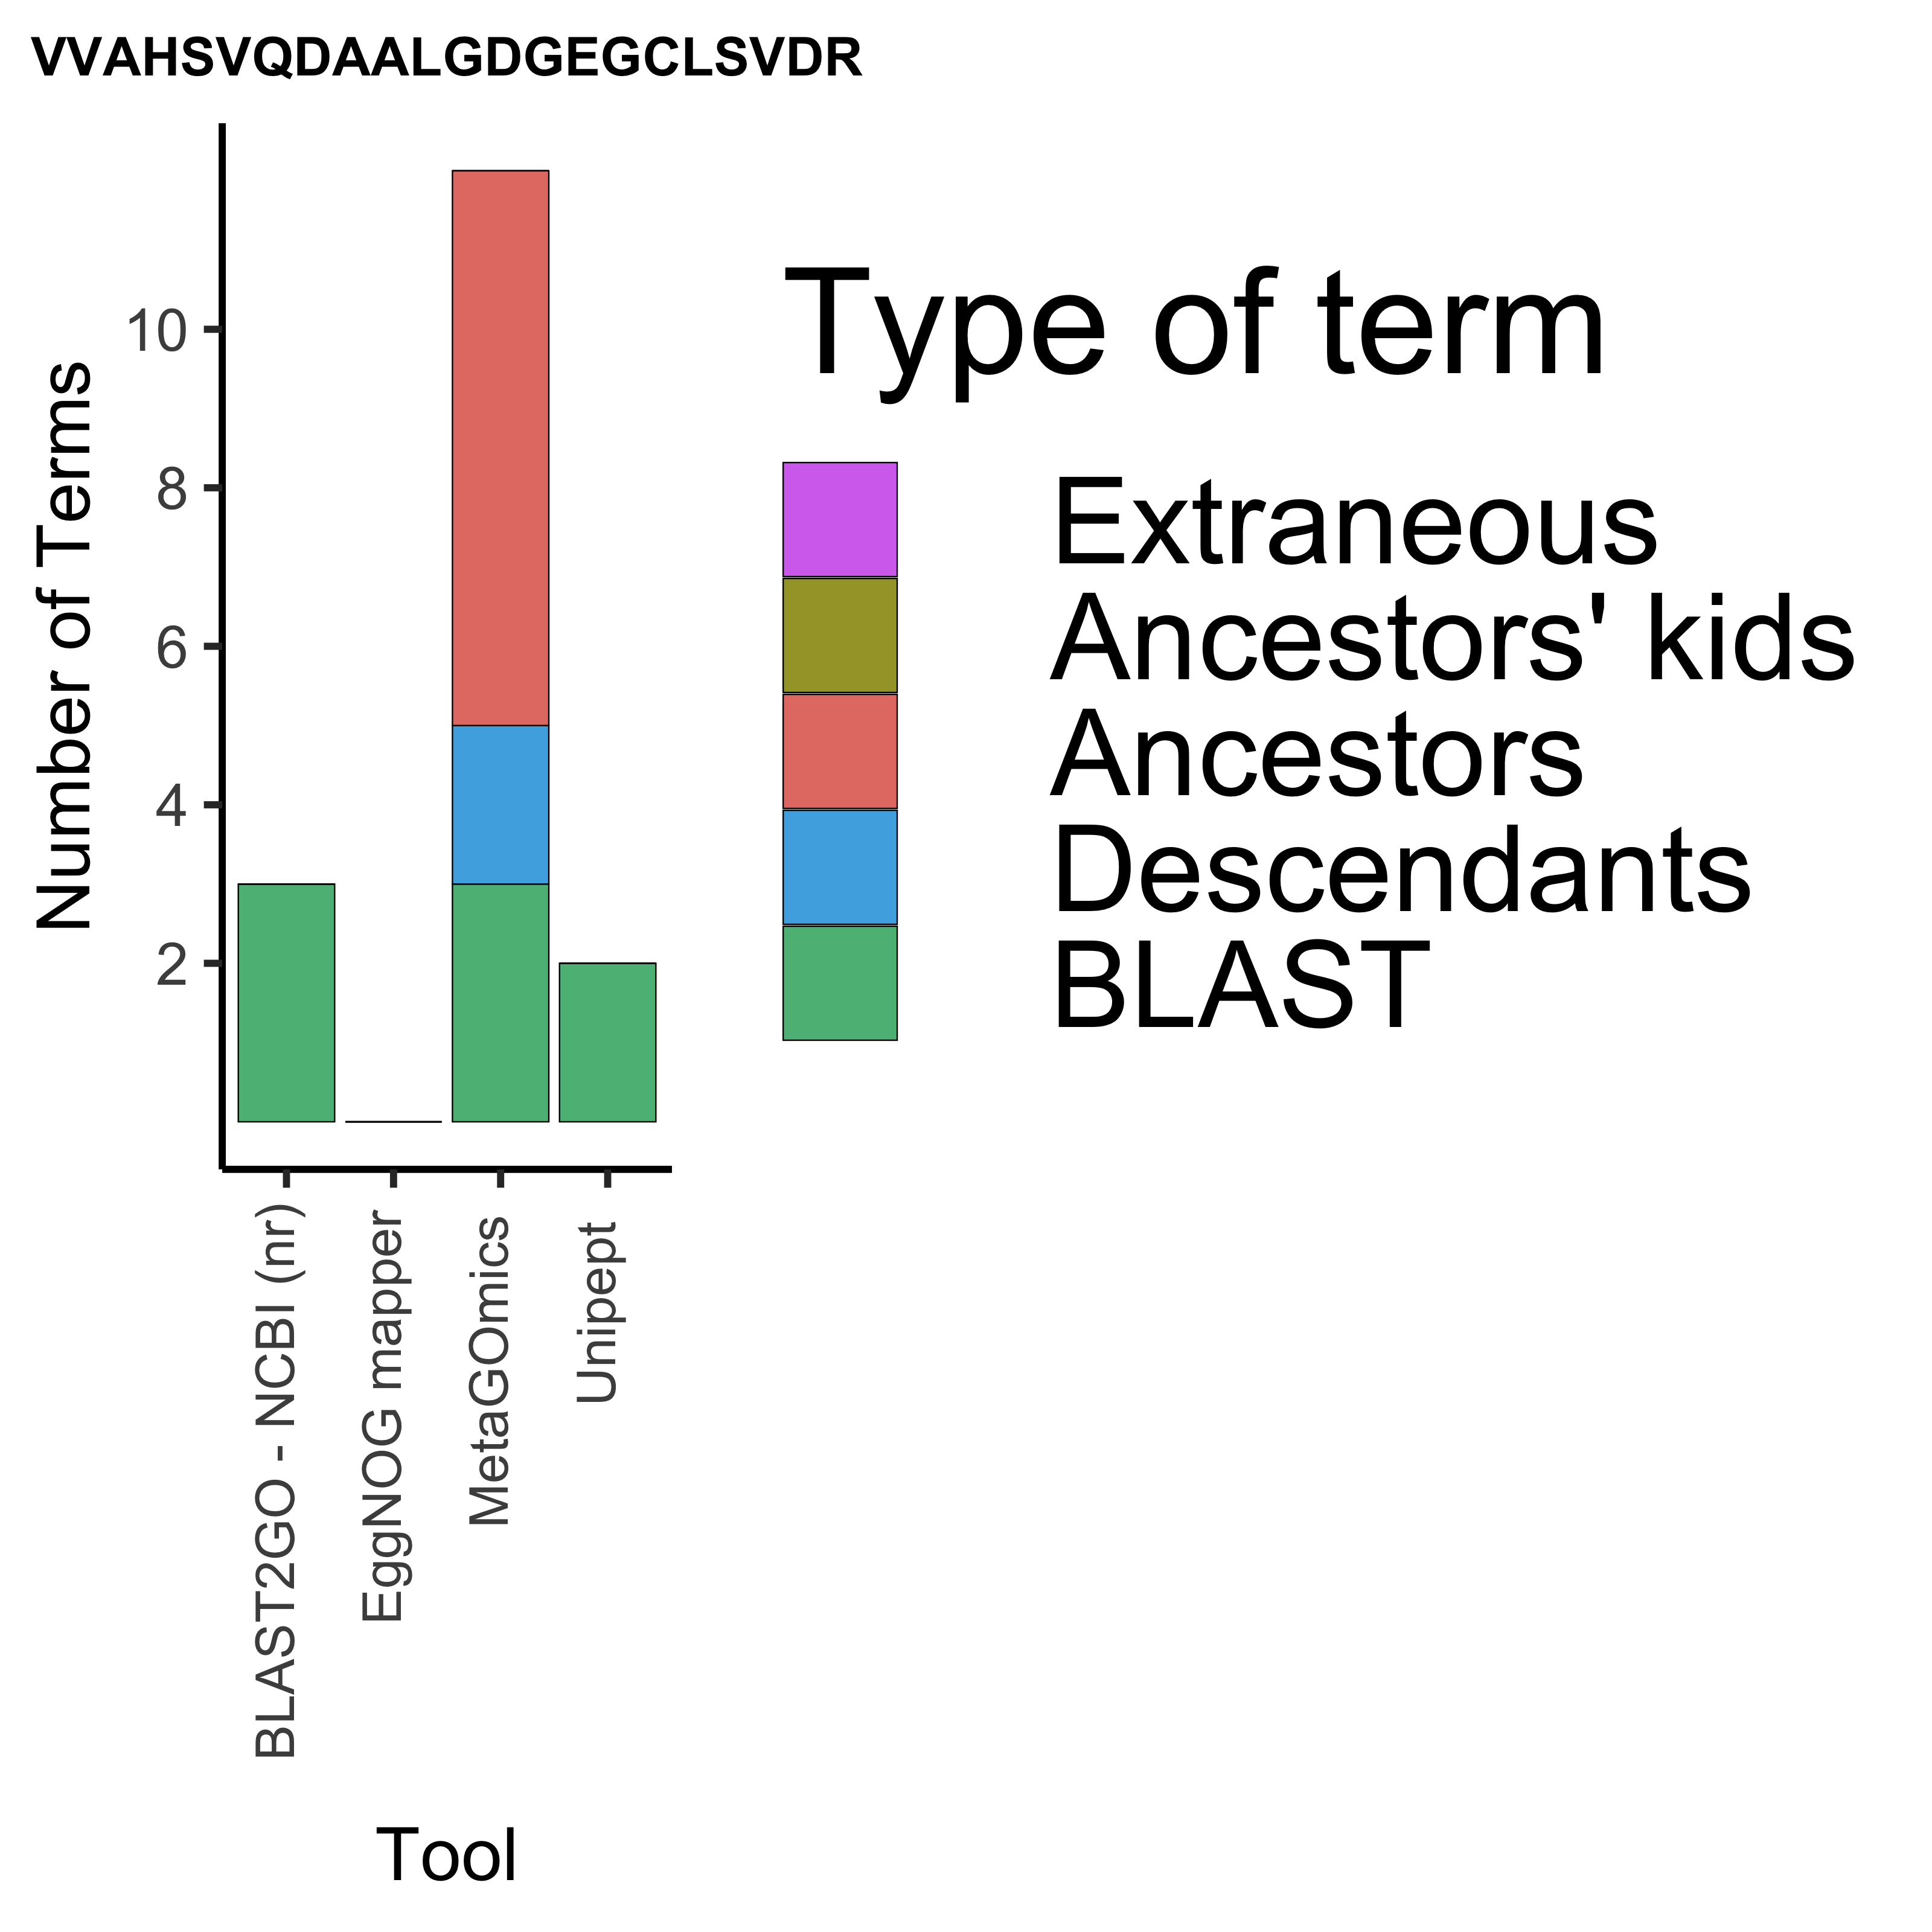 VVAHSVQDAALGDGEGCLSVDR
Number of Terms
10
8
6
4
2
BLAST2GO - NCBI (nr)
EggNOG mapper
MetaGOmics
Unipept
Tool
Type of term
Extraneous
Ancestors' kids
Ancestors
Descendants
BLAST